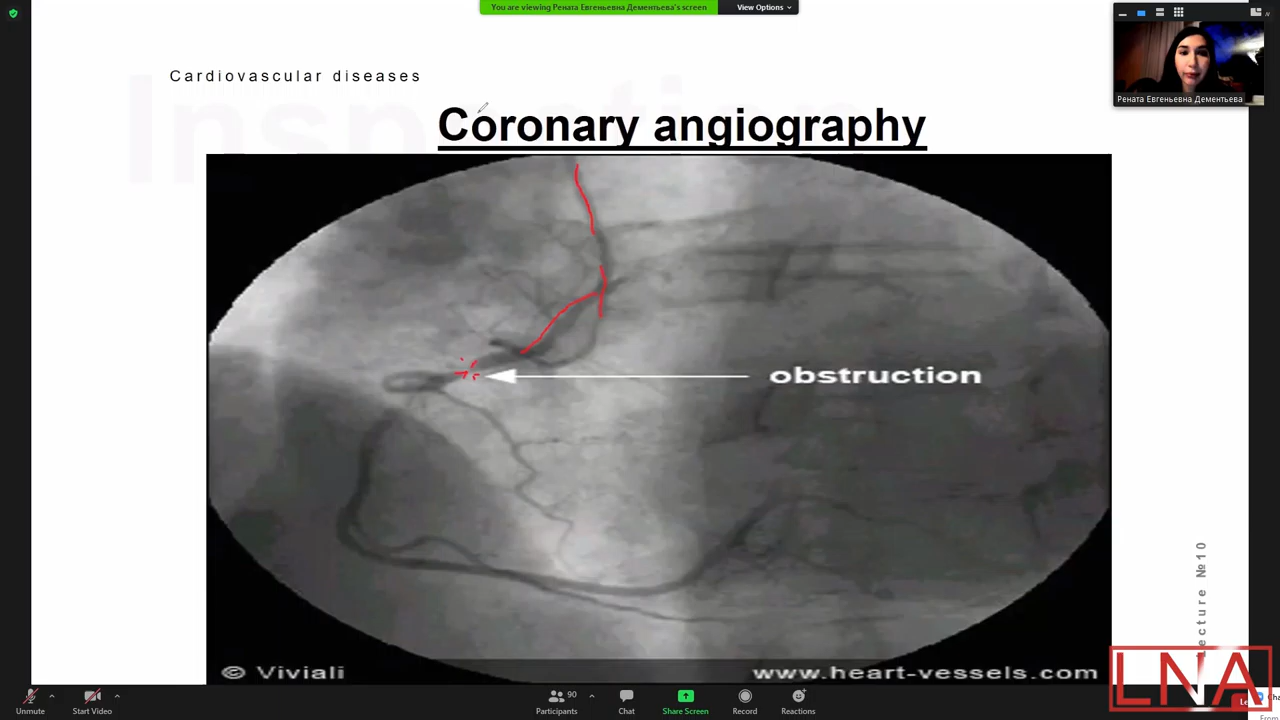 You are viewing Рената Евгеньевна Дементьева's screen
View Options
Cardiovascular diseases
Coronary angiography
Рената Евгеньевна Дементьева
obstruction
© Viviali
www.heart-vessels.com
ecture №10
LNA
Unmute
Start Video
90
Participants
Chat
Share Screen
Record
Reactions